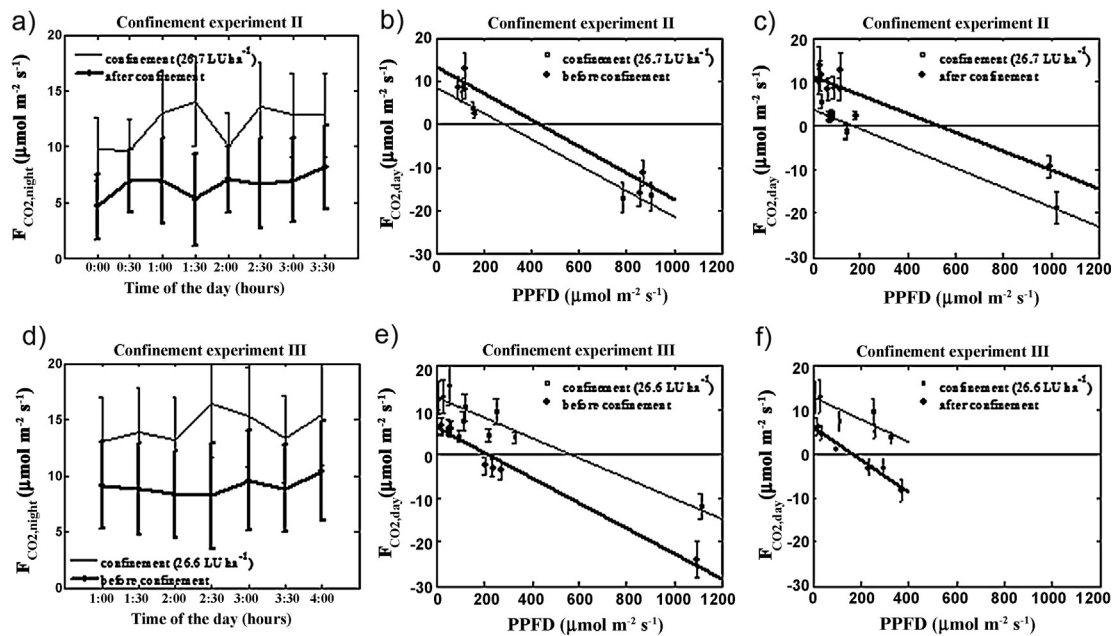 a)
Confinement experiment II
20
15
10
5
0
F_CO2,night (μmol m⁻² s⁻¹)
confinement (26.7 LU ha⁻¹)
after confinement
0:00 0:30 1:00 1:30 2:00 2:30 3:00 3:30
Time of the day (hours)
b)
Confinement experiment II
20
10
0
-10
-20
-30
F_CO2,day (μmol m⁻² s⁻¹)
confinement (26.7 LU ha⁻¹)
before confinement
0 200 400 600 800 1000 1200
PPFD (μmol m⁻² s⁻¹)
c)
Confinement experiment II
20
10
0
-10
-20
-30
F_CO2,day (μmol m⁻² s⁻¹)
confinement (26.7 LU ha⁻¹)
after confinement
0 200 400 600 800 1000 1200
PPFD (μmol m⁻² s⁻¹)
d)
Confinement experiment III
20
15
10
5
0
F_CO2,night (μmol m⁻² s⁻¹)
confinement (26.6 LU ha⁻¹)
before confinement
1:00 1:30 2:00 2:30 3:00 3:30 4:00
Time of the day (hours)
e)
Confinement experiment III
20
10
0
-10
-20
-30
F_CO2,day (μmol m⁻² s⁻¹)
confinement (26.6 LU ha⁻¹)
before confinement
0 200 400 600 800 1000 1200
PPFD (μmol m⁻² s⁻¹)
f)
Confinement experiment III
20
10
0
-10
-20
-30
F_CO2,day (μmol m⁻² s⁻¹)
confinement (26.6 LU ha⁻¹)
after confinement
0 200 400 600 800 1000 1200
PPFD (μmol m⁻² s⁻¹)